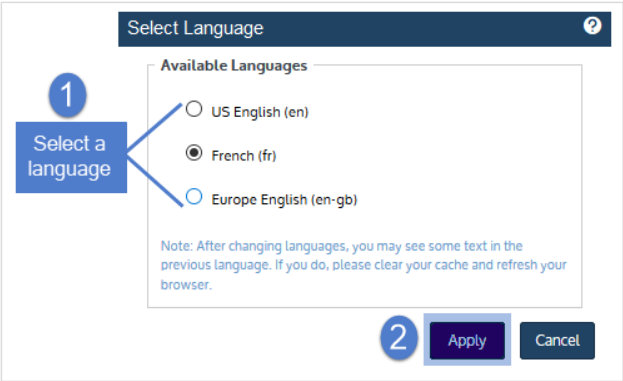 Select Language
?
Available Languages
1
Select a
language
US English (en)
French (fr)
Europe English (en-gb)
Note: After changing languages, you may see some text in the
previous language. If you do, please clear your cache and refresh your
browser.
2
Apply
Cancel